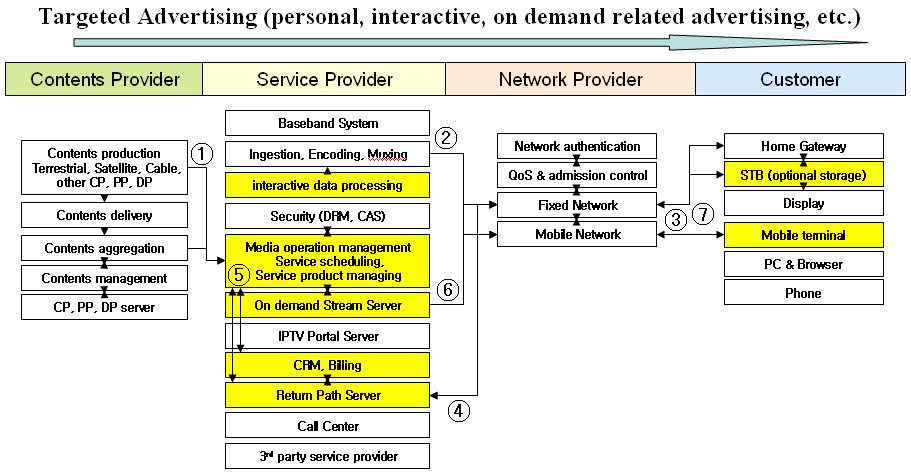 Targeted Advertising (personal, interactive, on demand related advertising, etc.)
Contents Provider
Service Provider
Network Provider
Customer
Contents production
Terrestrial, Satellite, Cable,
other CP, PP, DP
Contents delivery
Contents aggregation
Contents management
CP, PP, DP server
①
Baseband System
Ingestion, Encoding, Muxing
interactive data processing
Security (DRM, CAS)
Media operation management
Service scheduling,
Service product managing
⑤
On demand Stream Server
IPTV Portal Server
CRM, Billing
Return Path Server
Call Center
3rd party service provider
②
⑥
④
Network authentication
QoS & admission control
Fixed Network
Mobile Network
③
⑦
Home Gateway
STB (optional storage)
Display
Mobile terminal
PC & Browser
Phone